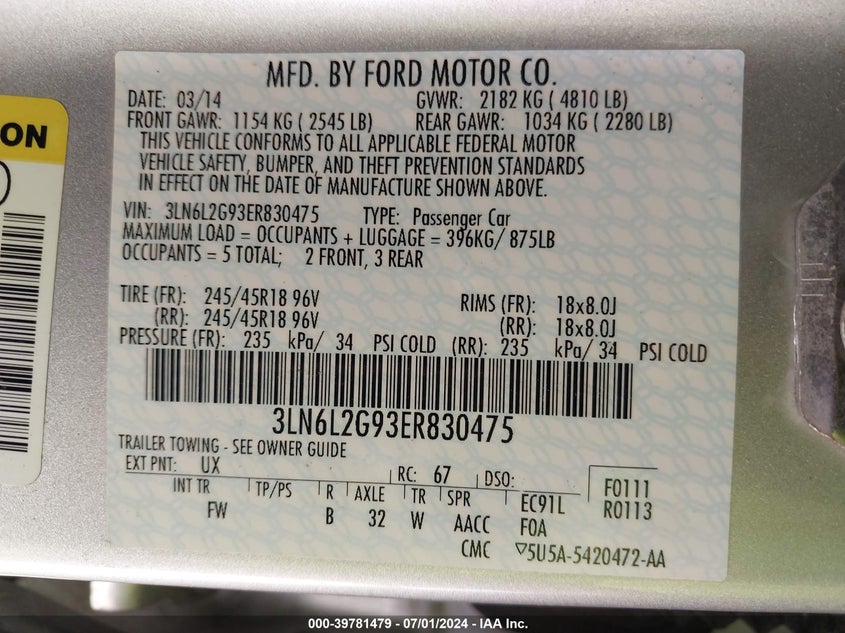 MFD. BY FORD MOTOR CO.
DATE: 03/14 GVWR: 2182 KG ( 4810 LB)
FRONT GAWR: 1154 KG ( 2545 LB) REAR GAWR: 1034 KG ( 2280 LB)
THIS VEHICLE CONFORMS TO ALL APPLICABLE FEDERAL MOTOR
VEHICLE SAFETY, BUMPER, AND THEFT PREVENTION STANDARDS
IN EFFECT ON THE DATE OF MANUFACTURE SHOWN ABOVE.
VIN: 3LN6L2G93ER830475 TYPE: Passenger Car
MAXIMUM LOAD = OCCUPANTS + LUGGAGE = 396KG/ 875LB
OCCUPANTS = 5 TOTAL; 2 FRONT, 3 REAR
TIRE (FR): 245/45R18 96V RIMS (FR): 18x8.0J
(RR): 245/45R18 96V (RR): 18x8.0J
PRESSURE (FR): 235 kPa/ 34 PSI COLD (RR): 235 kPa/ 34 PSI COLD
3LN6L2G93ER830475
TRAILER TOWING - SEE OWNER GUIDE
EXT PNT: UX RC: 67 DSO:
INT TR TP/PS R AXLE TR SPR EC91L F0111
FW B 32 W AACC F0A R0113
CMC ▽5U5A-5420472-AA
ON
000-39781479 - 07/01/2024 - IAA Inc.